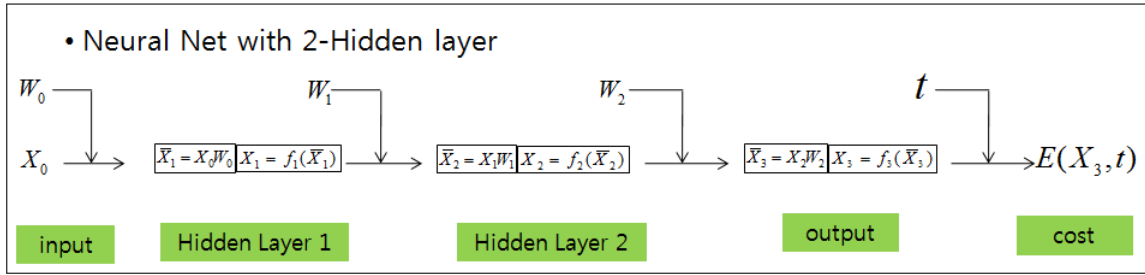 • Neural Net with 2-Hidden layer
W₀ W₁ W₂ t
X₀ X̅₁ = X₀W₀ X₁ = f₁(X̅₁) X̅₂ = X₁W₁ X₂ = f₂(X̅₂) X̅₃ = X₂W₂ X₃ = f₃(X̅₃) E(X₃,t)
input Hidden Layer 1 Hidden Layer 2 output cost